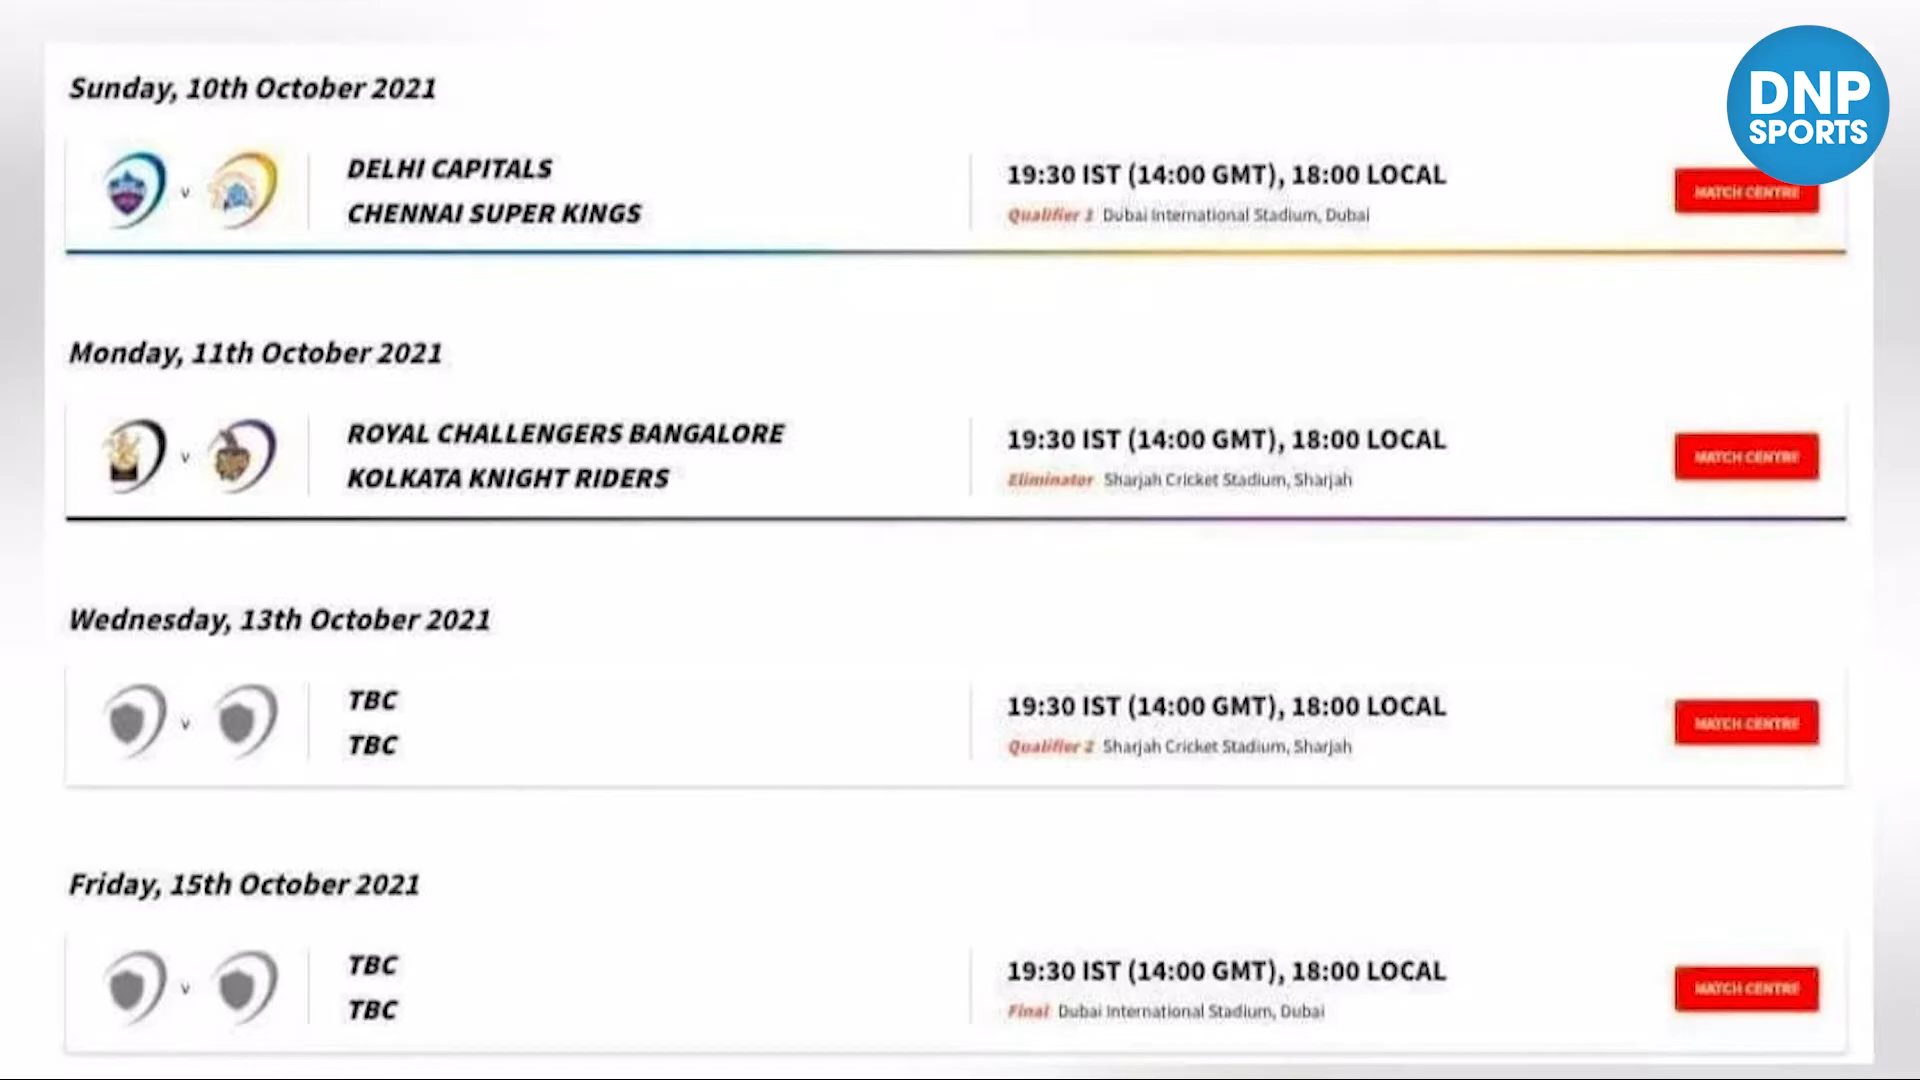 DNP
SPORTS
Sunday, 10th October 2021
v
DELHI CAPITALS
CHENNAI SUPER KINGS
19:30 IST (14:00 GMT), 18:00 LOCAL
Qualifier 1 Dubai International Stadium, Dubai
MATCH CENTRE
Monday, 11th October 2021
v
ROYAL CHALLENGERS BANGALORE
KOLKATA KNIGHT RIDERS
19:30 IST (14:00 GMT), 18:00 LOCAL
Eliminator Sharjah Cricket Stadium, Sharjah
MATCH CENTRE
Wednesday, 13th October 2021
v
TBC
TBC
19:30 IST (14:00 GMT), 18:00 LOCAL
Qualifier 2 Sharjah Cricket Stadium, Sharjah
MATCH CENTRE
Friday, 15th October 2021
v
TBC
TBC
19:30 IST (14:00 GMT), 18:00 LOCAL
Final Dubai International Stadium, Dubai
MATCH CENTRE